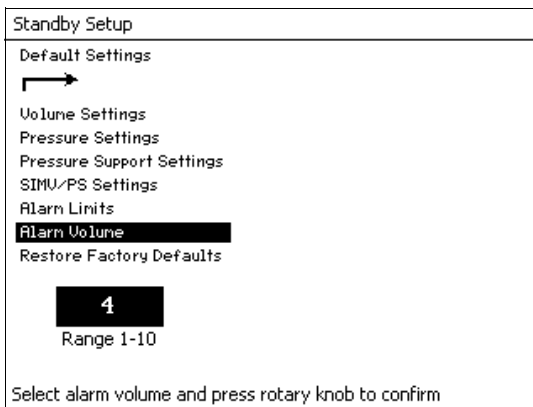 Standby Setup
Default Settings
Volume Settings
Pressure Settings
Pressure Support Settings
SIMV/PS Settings
Alarm Limits
Alarm Volume
Restore Factory Defaults
4
Range 1-10
Select alarm volume and press rotary knob to confirm